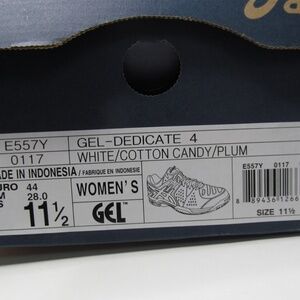 E557Y GEL-DEDICATE 4
0117 WHITE/COTTON CANDY/PLUM
MADE IN INDONESIA / FABRIQUE EN INDONESIE
EURO 44
28.0
11½
WOMEN'S
GEL™
E557Y 0117
SIZE 11½